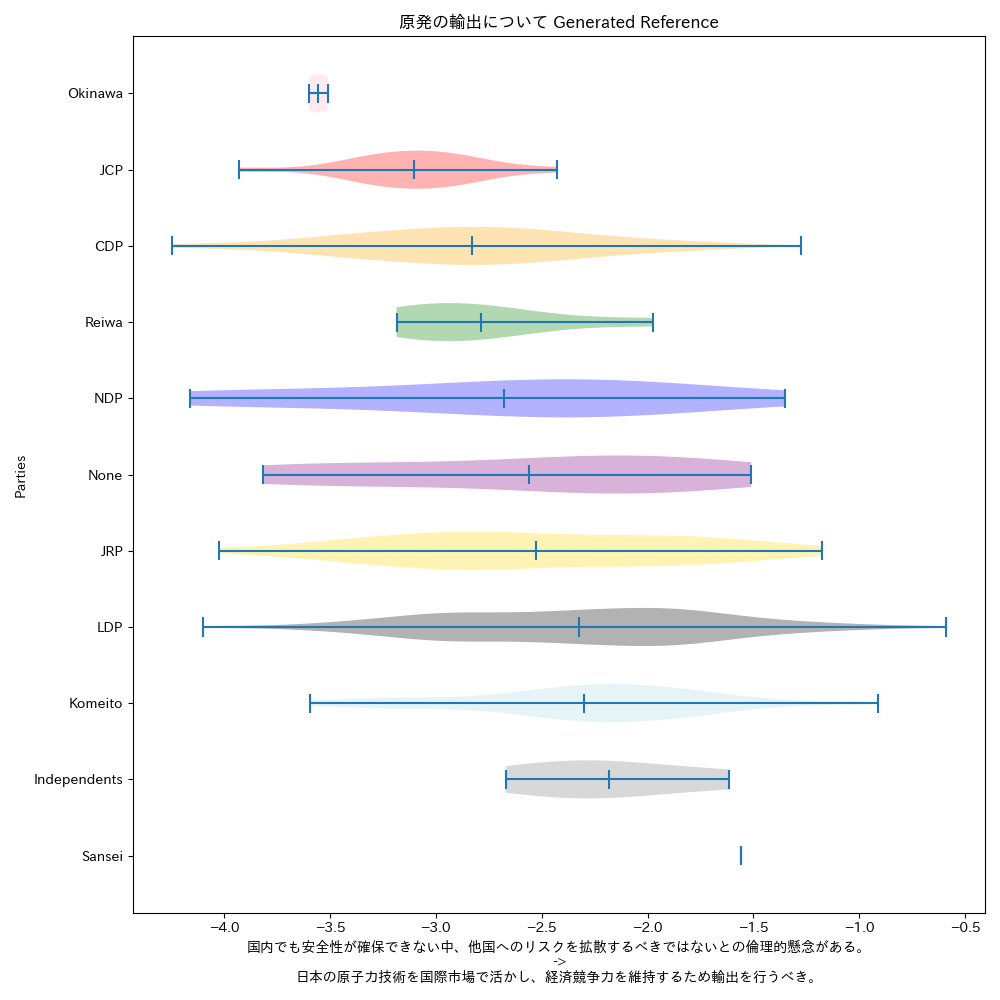 原発の輸出について Generated Reference
Okinawa
JCP
CDP
Reiwa
NDP
None
JRP
LDP
Komeito
Independents
Sansei
Parties
−4.0 −3.5 −3.0 −2.5 −2.0 −1.5 −1.0 −0.5
国内でも安全性が確保できない中、他国へのリスクを拡散するべきではないとの倫理的懸念がある。
->
日本の原子力技術を国際市場で活かし、経済競争力を維持するため輸出を行うべき。